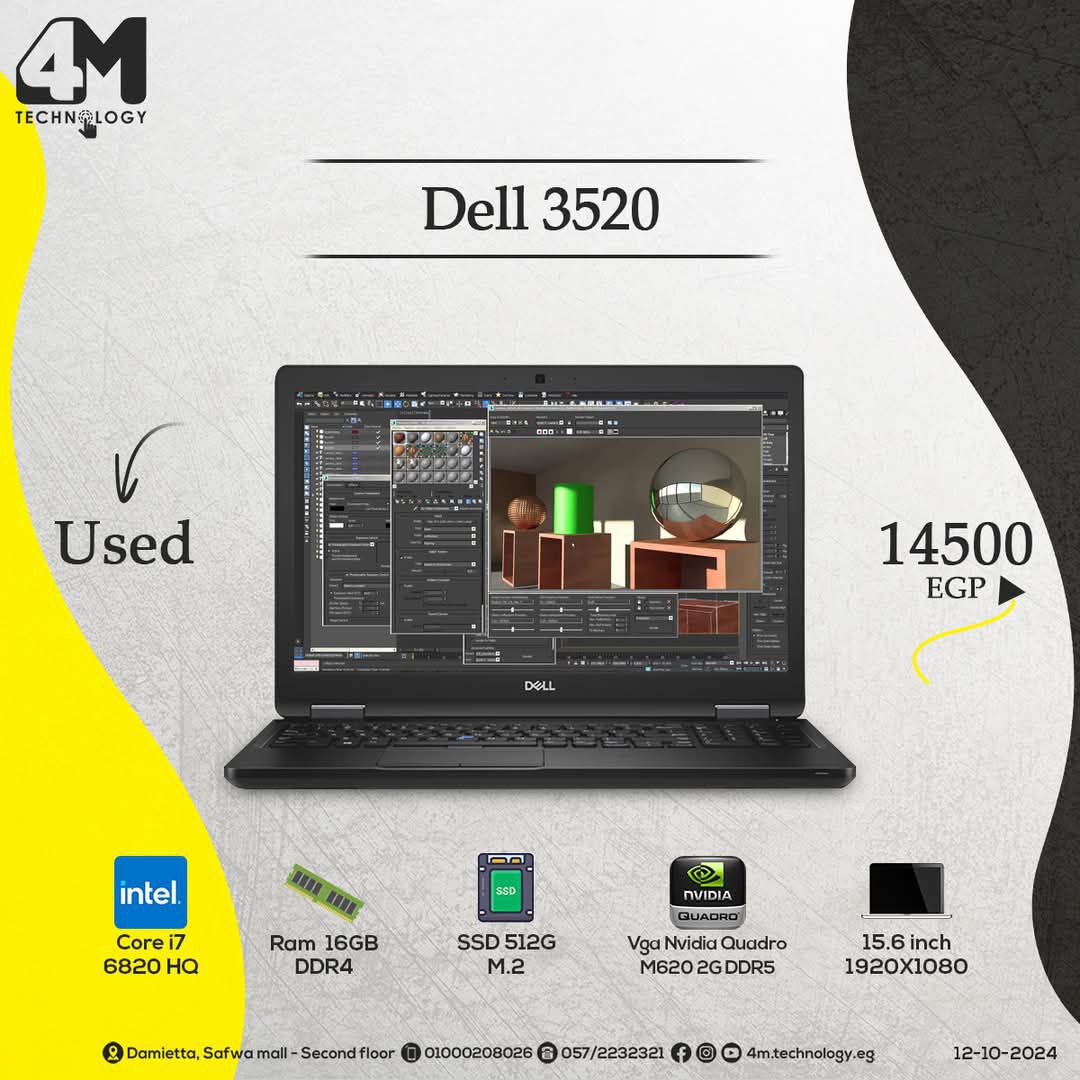 4M
TECHNOLOGY
Dell 3520
Used
14500
EGP
DELL
intel.
Core i7
6820 HQ
Ram 16GB
DDR4
SSD
SSD 512G
M.2
NVIDIA
QUADRO
Vga Nvidia Quadro
M620 2G DDR5
15.6 inch
1920X1080
Damietta, Safwa mall - Second floor 01000208026 057/2232321 4m.technology.eg 12-10-2024